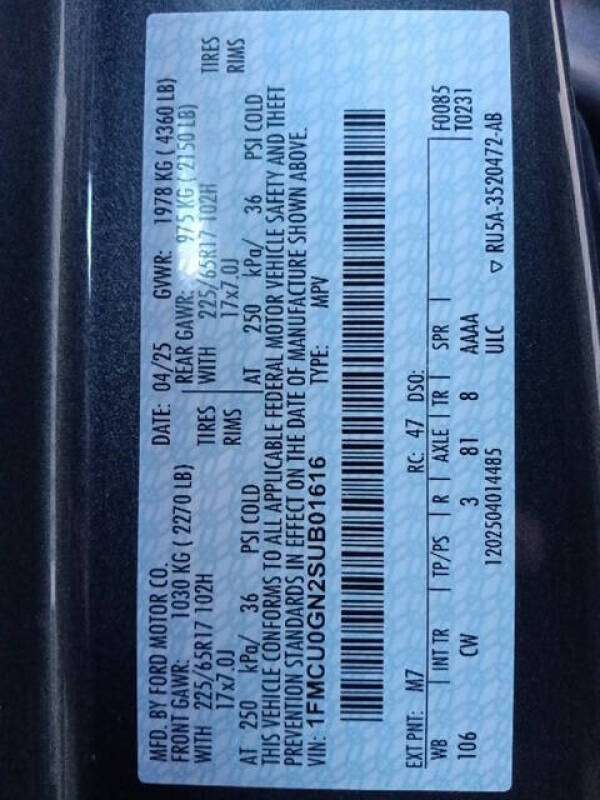 MFD. BY FORD MOTOR CO.
DATE: 04/25 GVWR: 1978 KG ( 4360 LB)
FRONT GAWR: 1030 KG ( 2270 LB) REAR GAWR: 975 KG ( 2150 LB)
WITH 225/65R17 102H TIRES WITH 225/65R17 102H TIRES
17x7.0J RIMS 17x7.0J RIMS
AT 250 kPa/ 36 PSI COLD AT 250 kPa/ 36 PSI COLD
THIS VEHICLE CONFORMS TO ALL APPLICABLE FEDERAL MOTOR VEHICLE SAFETY AND THEFT
PREVENTION STANDARDS IN EFFECT ON THE DATE OF MANUFACTURE SHOWN ABOVE.
VIN: 1FMCU0GN2SUB01616 TYPE: MPV
F0085
T0231
EXT PNT: M7 RC: 47 DSO:
WB | INT TR | TP/PS | R | AXLE | TR | SPR |
106 CW 3 81 8 AAAA
1202504014485 ULC ▽ RU5A-3520472-AB